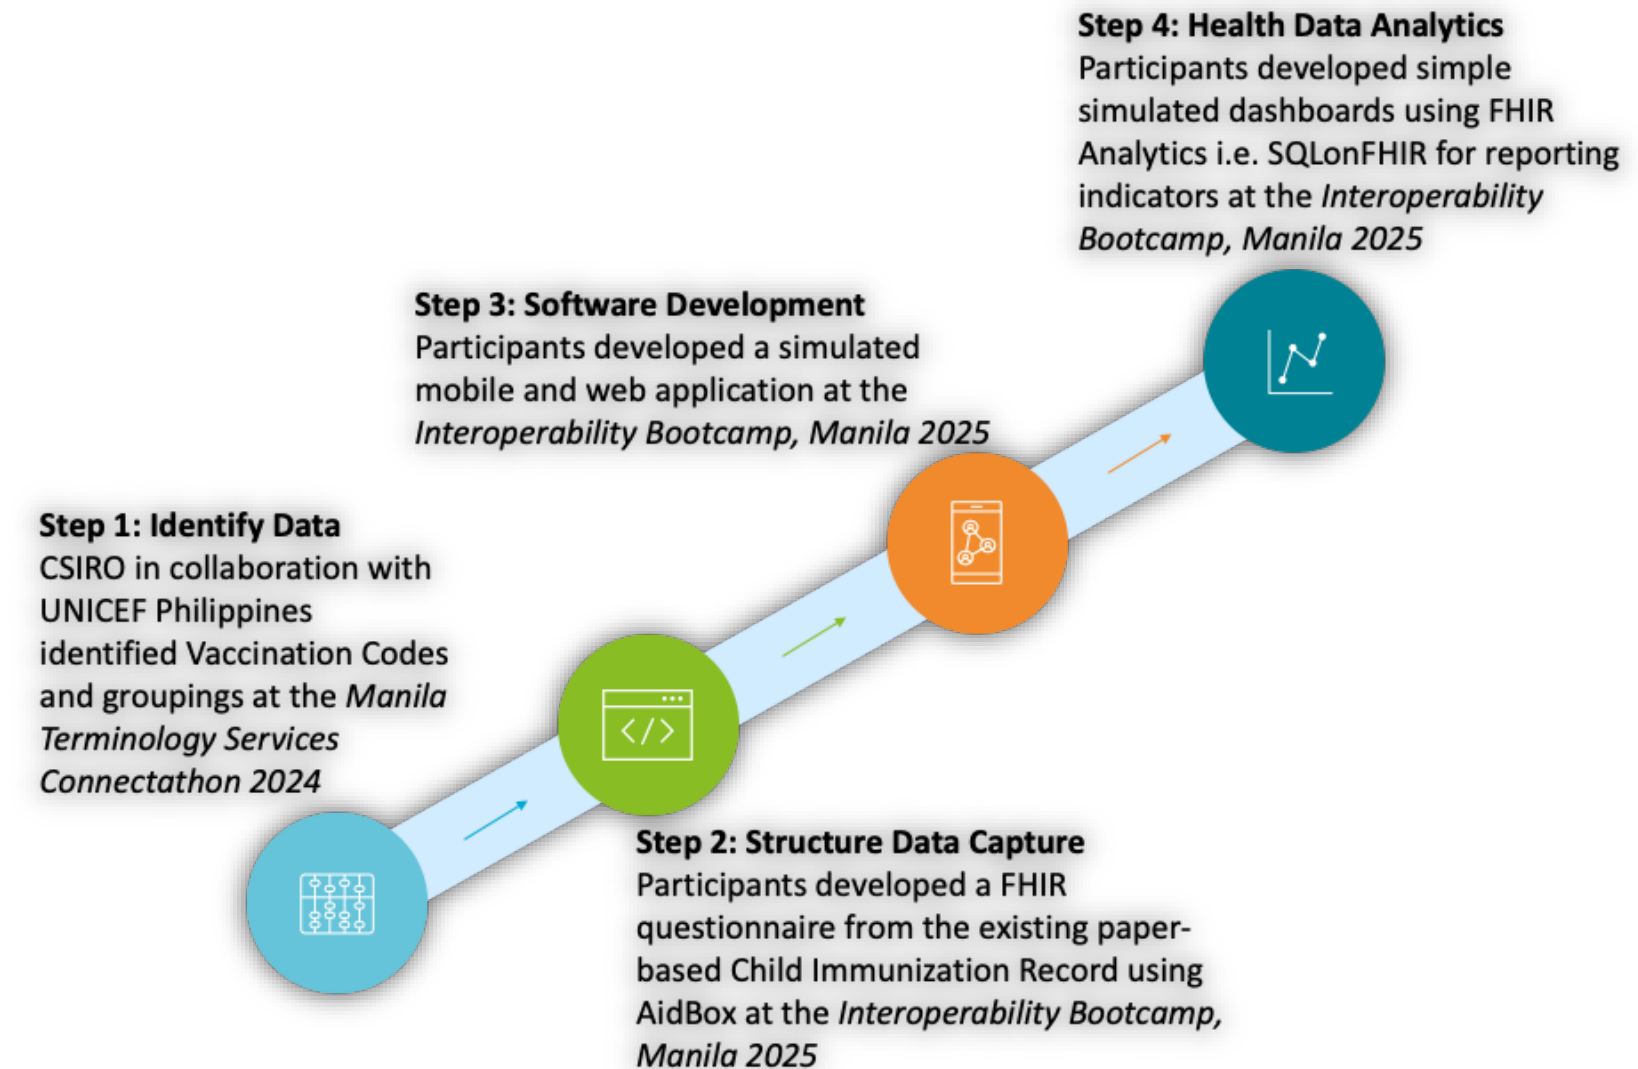 Step 4: Health Data Analytics
Participants developed simple
simulated dashboards using FHIR
Analytics i.e. SQLonFHIR for reporting
indicators at the Interoperability
Bootcamp, Manila 2025
Step 3: Software Development
Participants developed a simulated
mobile and web application at the
Interoperability Bootcamp, Manila 2025
Step 1: Identify Data
CSIRO in collaboration with
UNICEF Philippines
identified Vaccination Codes
and groupings at the Manila
Terminology Services
Connectathon 2024
</>
Step 2: Structure Data Capture
Participants developed a FHIR
questionnaire from the existing paper-
based Child Immunization Record using
AidBox at the Interoperability Bootcamp,
Manila 2025